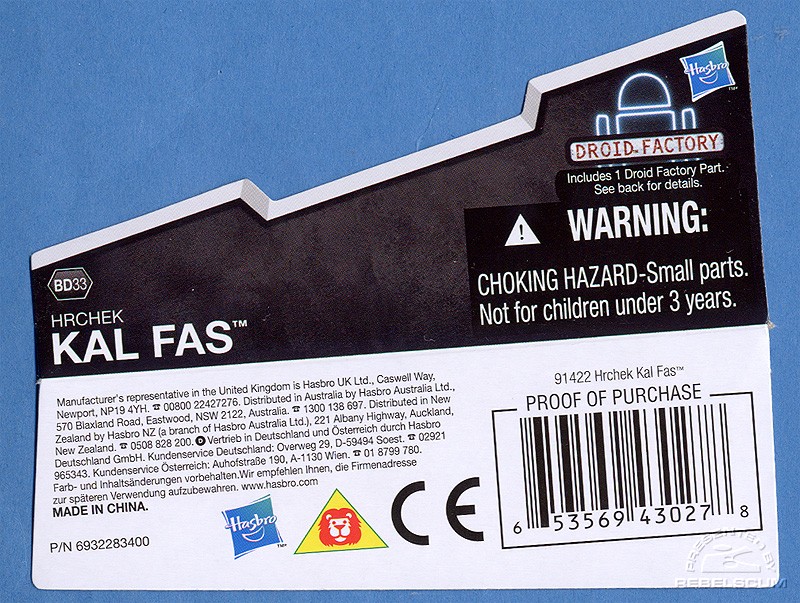 Hasbro
TM®
DROID FACTORY
Includes 1 Droid Factory Part.
See back for details.
WARNING:
CHOKING HAZARD-Small parts.
Not for children under 3 years.
BD33
HRCHEK
KAL FAS™
Manufacturer's representative in the United Kingdom is Hasbro UK Ltd., Caswell Way,
Newport, NP19 4YH. ☎ 00800 22427276. Distributed in Australia by Hasbro Australia Ltd.,
570 Blaxland Road, Eastwood, NSW 2122, Australia. ☎ 1300 138 697. Distributed in New
Zealand by Hasbro NZ (a branch of Hasbro Australia Ltd.), 221 Albany Highway, Auckland,
New Zealand. ☎ 0508 828 200. D Vertrieb in Deutschland und Österreich durch Hasbro
Deutschland GmbH. Kundenservice Deutschland: Overweg 29, D-59494 Soest. ☎ 02921
965343. Kundenservice Österreich: Auhofstraße 190, A-1130 Wien. ☎ 01 8799 780.
Farb- und Inhaltsänderungen vorbehalten.Wir empfehlen Ihnen, die Firmenadresse
zur späteren Verwendung aufzubewahren. www.hasbro.com
MADE IN CHINA.
P/N 6932283400
Hasbro
TM®
CE
91422 Hrchek Kal Fas™
PROOF OF PURCHASE
6 53569 43027 8
PRESENTED BY
REBELSCUM